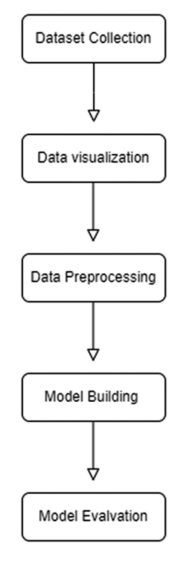 Dataset Collection
Data visualization
Data Preprocessing
Model Building
Model Evalvation